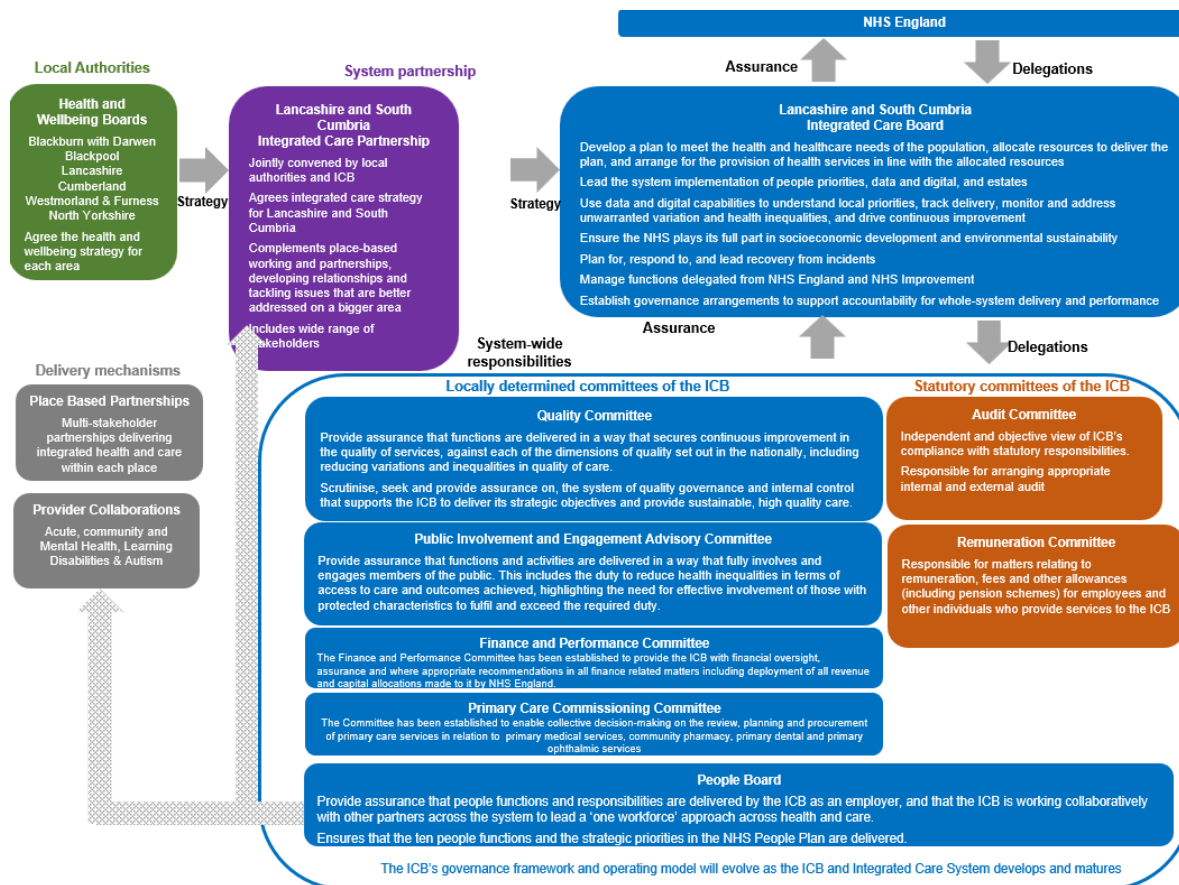 NHS England
Assurance
Delegations
Local Authorities
Health and
Wellbeing Boards
Blackburn with Darwen
Blackpool
Lancashire
Cumberland
Westmorland & Furness
North Yorkshire
Agree the health and
wellbeing strategy for
each area
Strategy
System partnership
Lancashire and South
Cumbria
Integrated Care Partnership
Jointly convened by local
authorities and ICB
Agrees integrated care strategy
for Lancashire and South
Cumbria
Complements place-based
working and partnerships,
developing relationships and
tackling issues that are better
addressed on a bigger area
Includes wide range of
stakeholders
Strategy
Lancashire and South Cumbria
Integrated Care Board
Develop a plan to meet the health and healthcare needs of the population, allocate resources to deliver the
plan, and arrange for the provision of health services in line with the allocated resources
Lead the system implementation of people priorities, data and digital, and estates
Use data and digital capabilities to understand local priorities, track delivery, monitor and address
unwarranted variation and health inequalities, and drive continuous improvement
Ensure the NHS plays its full part in socioeconomic development and environmental sustainability
Plan for, respond to, and lead recovery from incidents
Manage functions delegated from NHS England and NHS Improvement
Establish governance arrangements to support accountability for whole-system delivery and performance
Assurance
Delegations
System-wide
responsibilities
Delivery mechanisms
Place Based Partnerships
Multi-stakeholder
partnerships delivering
integrated health and care
within each place
Provider Collaborations
Acute, community and
Mental Health, Learning
Disabilities & Autism
Locally determined committees of the ICB
Quality Committee
Provide assurance that functions are delivered in a way that secures continuous improvement in
the quality of services, against each of the dimensions of quality set out in the nationally, including
reducing variations and inequalities in quality of care.
Scrutinise, seek and provide assurance on, the system of quality governance and internal control
that supports the ICB to deliver its strategic objectives and provide sustainable, high quality care.
Public Involvement and Engagement Advisory Committee
Provide assurance that functions and activities are delivered in a way that fully involves and
engages members of the public. This includes the duty to reduce health inequalities in terms of
access to care and outcomes achieved, highlighting the need for effective involvement of those with
protected characteristics to fulfil and exceed the required duty.
Finance and Performance Committee
The Finance and Performance Committee has been established to provide the ICB with financial oversight,
assurance and where appropriate recommendations in all finance related matters including deployment of all revenue
and capital allocations made to it by NHS England.
Primary Care Commissioning Committee
The Committee has been established to enable collective decision-making on the review, planning and procurement
of primary care services in relation to primary medical services, community pharmacy, primary dental and primary
ophthalmic services
Statutory committees of the ICB
Audit Committee
Independent and objective view of ICB's
compliance with statutory responsibilities.
Responsible for arranging appropriate
internal and external audit
Remuneration Committee
Responsible for matters relating to
remuneration, fees and other allowances
(including pension schemes) for employees and
other individuals who provide services to the ICB
People Board
Provide assurance that people functions and responsibilities are delivered by the ICB as an employer, and that the ICB is working collaboratively
with other partners across the system to lead a 'one workforce' approach across health and care.
Ensures that the ten people functions and the strategic priorities in the NHS People Plan are delivered.
The ICB's governance framework and operating model will evolve as the ICB and Integrated Care System develops and matures